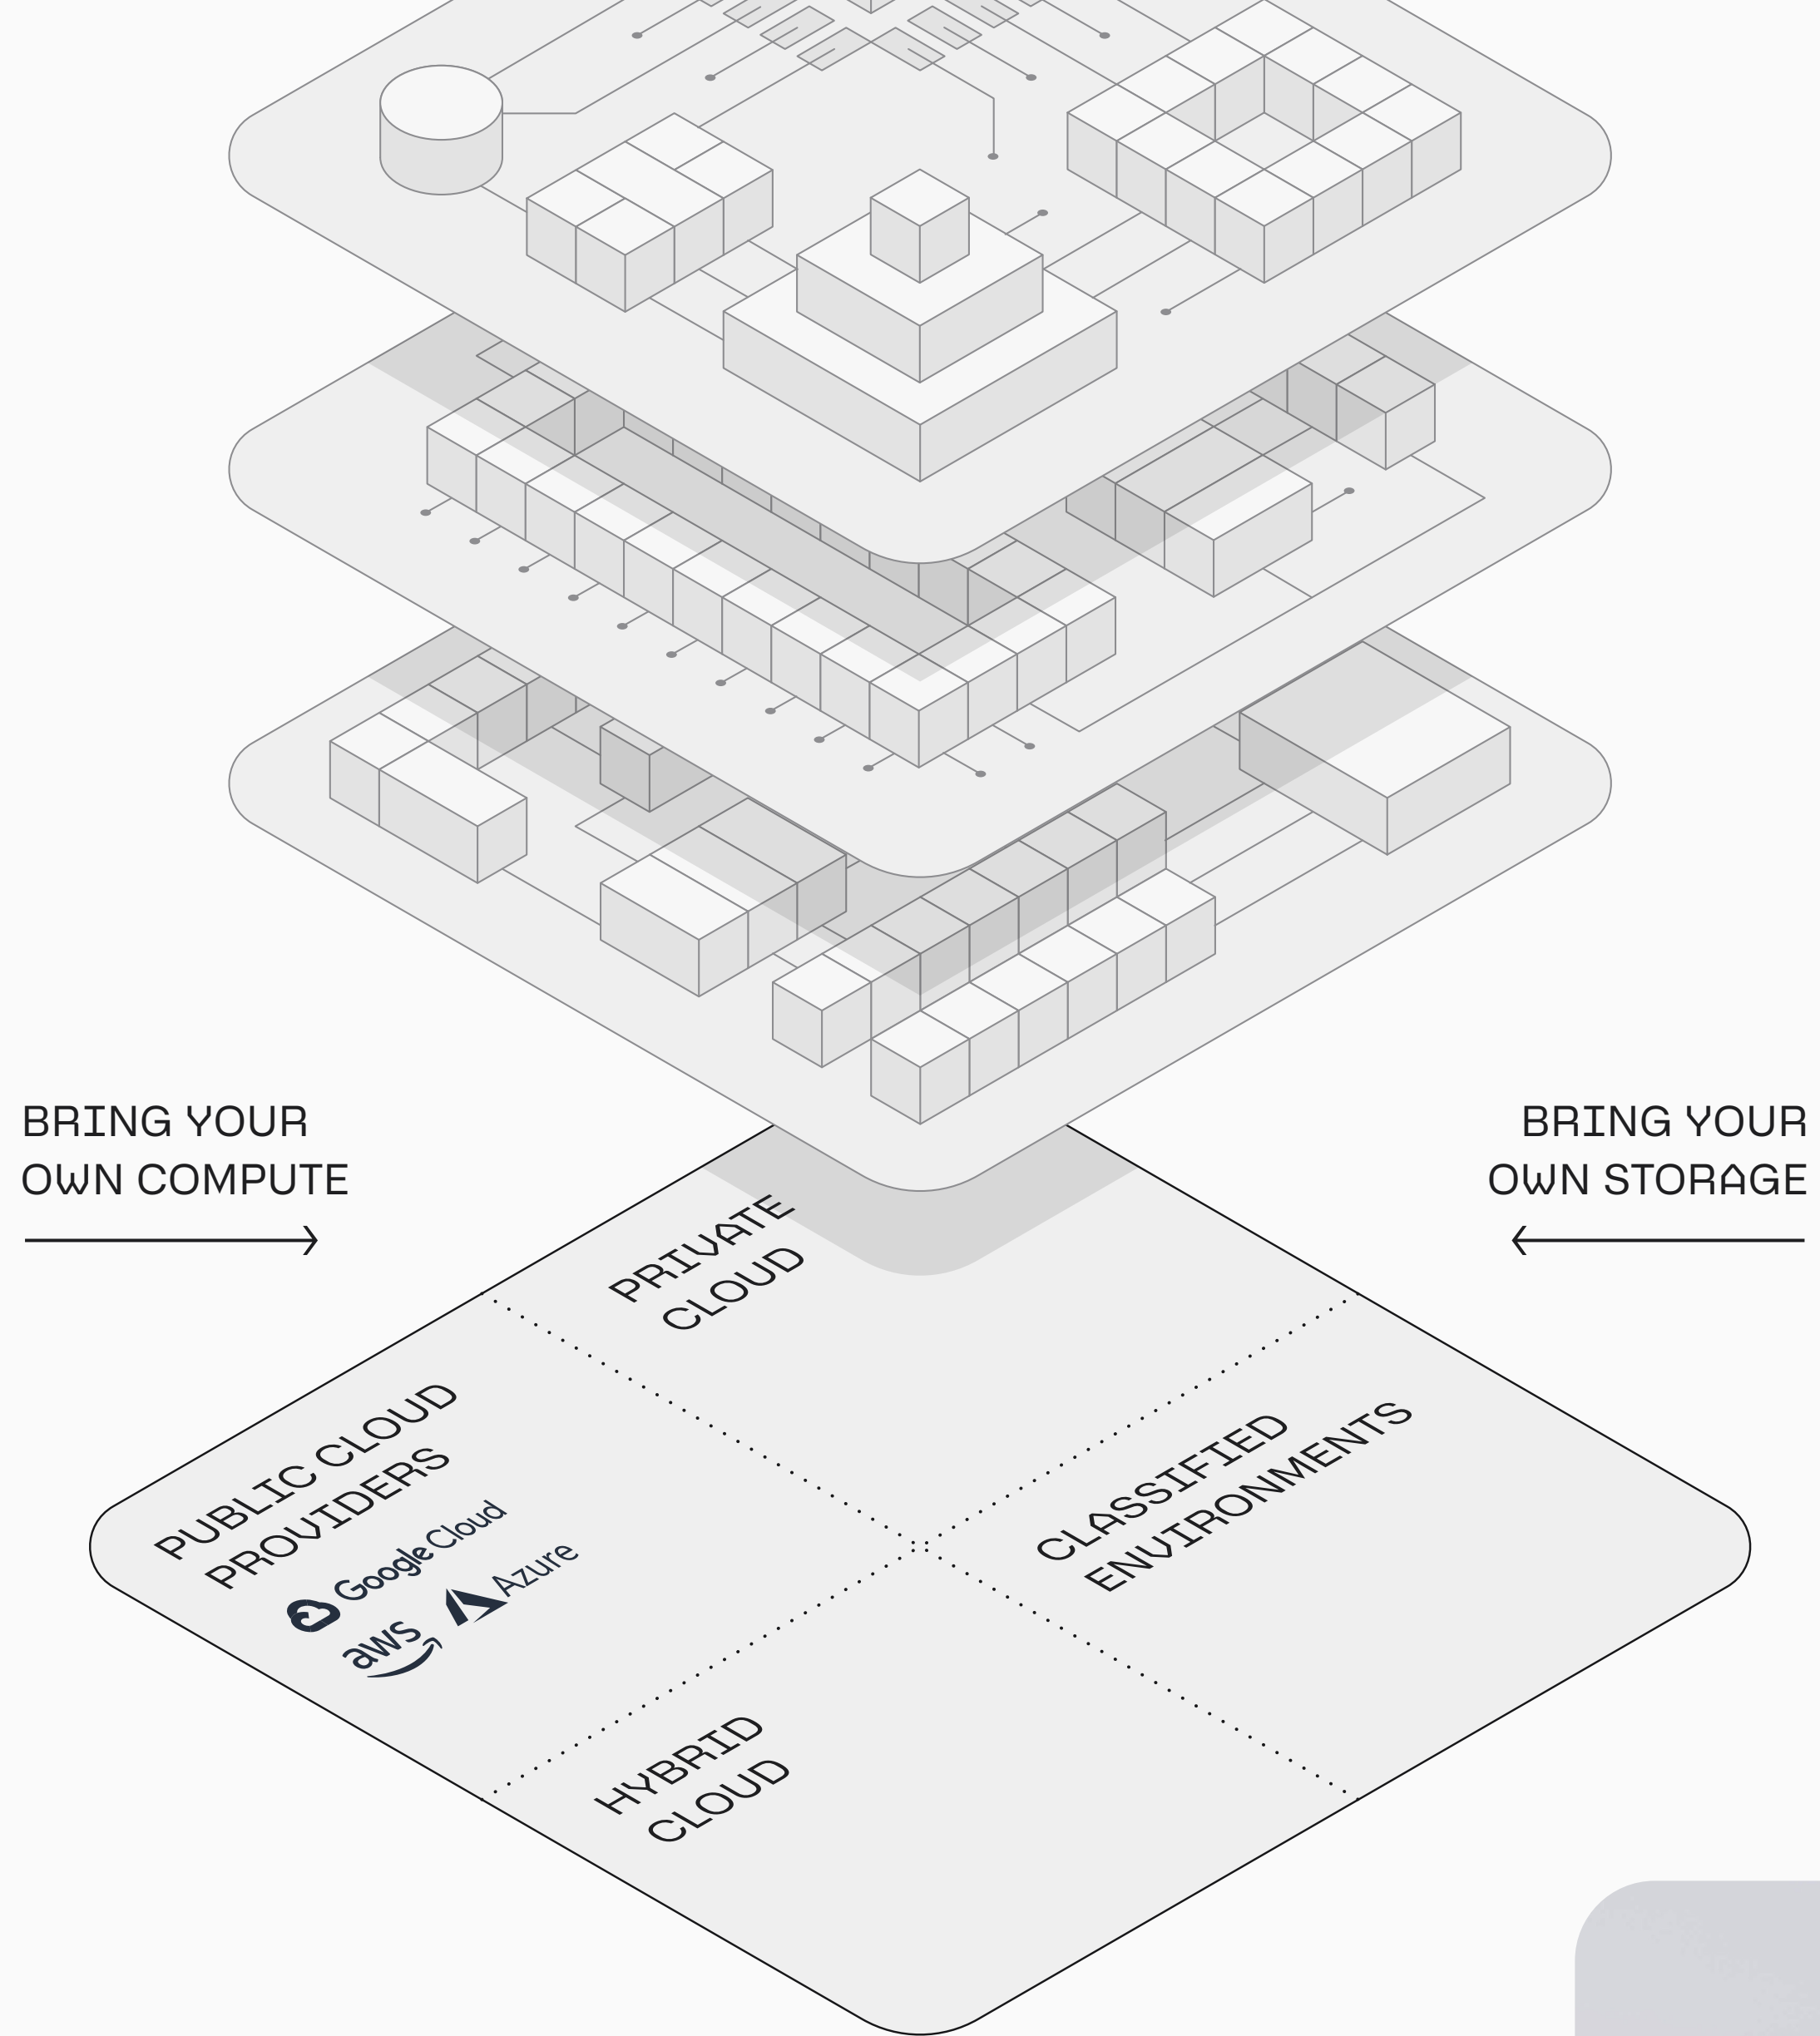 BRING YOUR
OWN COMPUTE
BRING YOUR
OWN STORAGE
PRIVATE
CLOUD
PUBLIC CLOUD
PROVIDERS
Google Cloud
aws
Azure
CLASSIFIED
ENVIRONMENTS
HYBRID
CLOUD